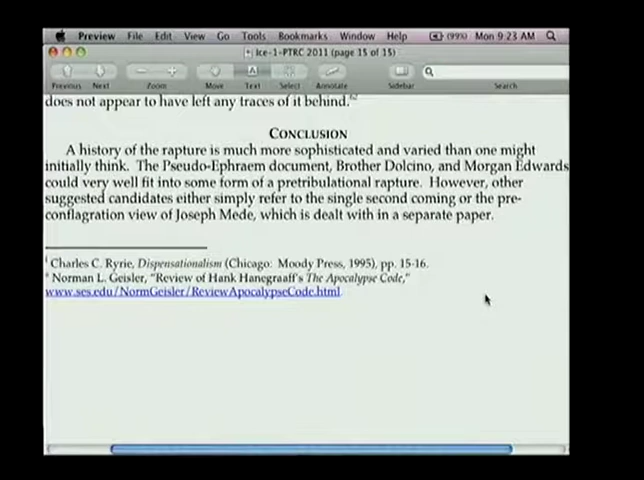 Preview File Edit View Go Tools Bookmarks Window Help (99%) Mon 9:23 AM
Ice-1-PTRC 2011 (page 15 of 15)
Previous Next Zoom Move Text Select Annotate Sidebar Search
does not appear to have left any traces of it behind.
CONCLUSION
A history of the rapture is much more sophisticated and varied than one might
initially think. The Pseudo-Ephraem document, Brother Dolcino, and Morgan Edwards
could very well fit into some form of a pretribulational rapture. However, other
suggested candidates either simply refer to the single second coming or the pre-
conflagration view of Joseph Mede, which is dealt with in a separate paper.
Charles C. Ryrie, Dispensationalism (Chicago: Moody Press, 1995), pp. 15-16.
Norman L. Geisler, "Review of Hank Hanegraaff's The Apocalypse Code,"
www.ses.edu/NormGeisler/ReviewApocalypseCode.html